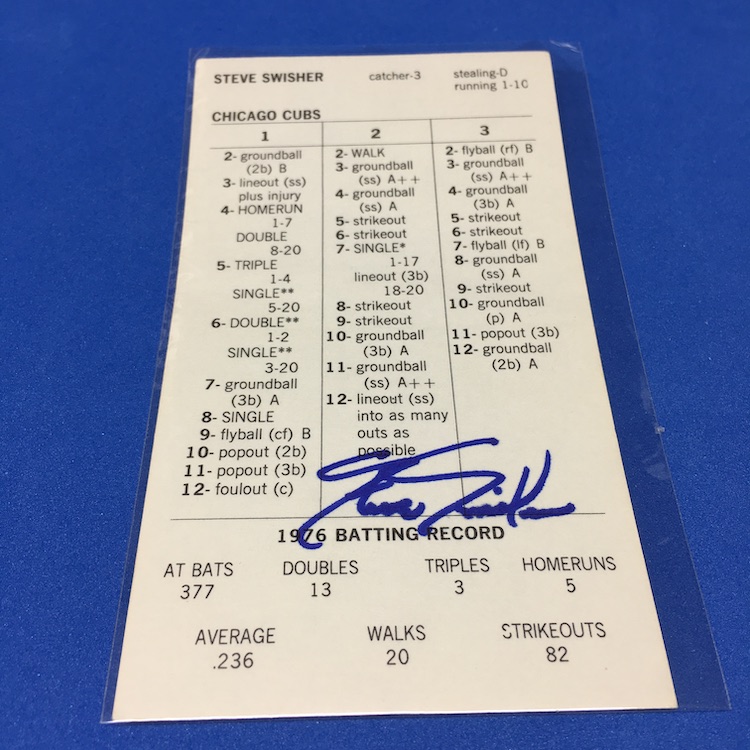 STEVE SWISHER catcher-3 stealing-D
running 1-10
CHICAGO CUBS
1
2- groundball
(2b) B
3- lineout (ss)
plus injury
4- HOMERUN
1-7
DOUBLE
8-20
5- TRIPLE
1-4
SINGLE**
5-20
6- DOUBLE**
1-2
SINGLE**
3-20
7- groundball
(3b) A
8- SINGLE
9- flyball (cf) B
10- popout (2b)
11- popout (3b)
12- foulout (c)
2
2- WALK
3- groundball
(ss) A++
4- groundball
(ss) A
5- strikeout
6- strikeout
7- SINGLE*
1-17
lineout (3b)
18-20
8- strikeout
9- strikeout
10- groundball
(3b) A
11- groundball
(ss) A++
12- lineout (ss)
into as many
outs as
possible
3
2- flyball (rf) B
3- groundball
(ss) A++
4- groundball
(3b) A
5- strikeout
6- strikeout
7- flyball (lf) B
8- groundball
(ss) A
9- strikeout
10- groundball
(p) A
11- popout (3b)
12- groundball
(2b) A
Steve Swisher
1976 BATTING RECORD
AT BATS DOUBLES TRIPLES HOMERUNS
377 13 3 5
AVERAGE WALKS STRIKEOUTS
.236 20 82